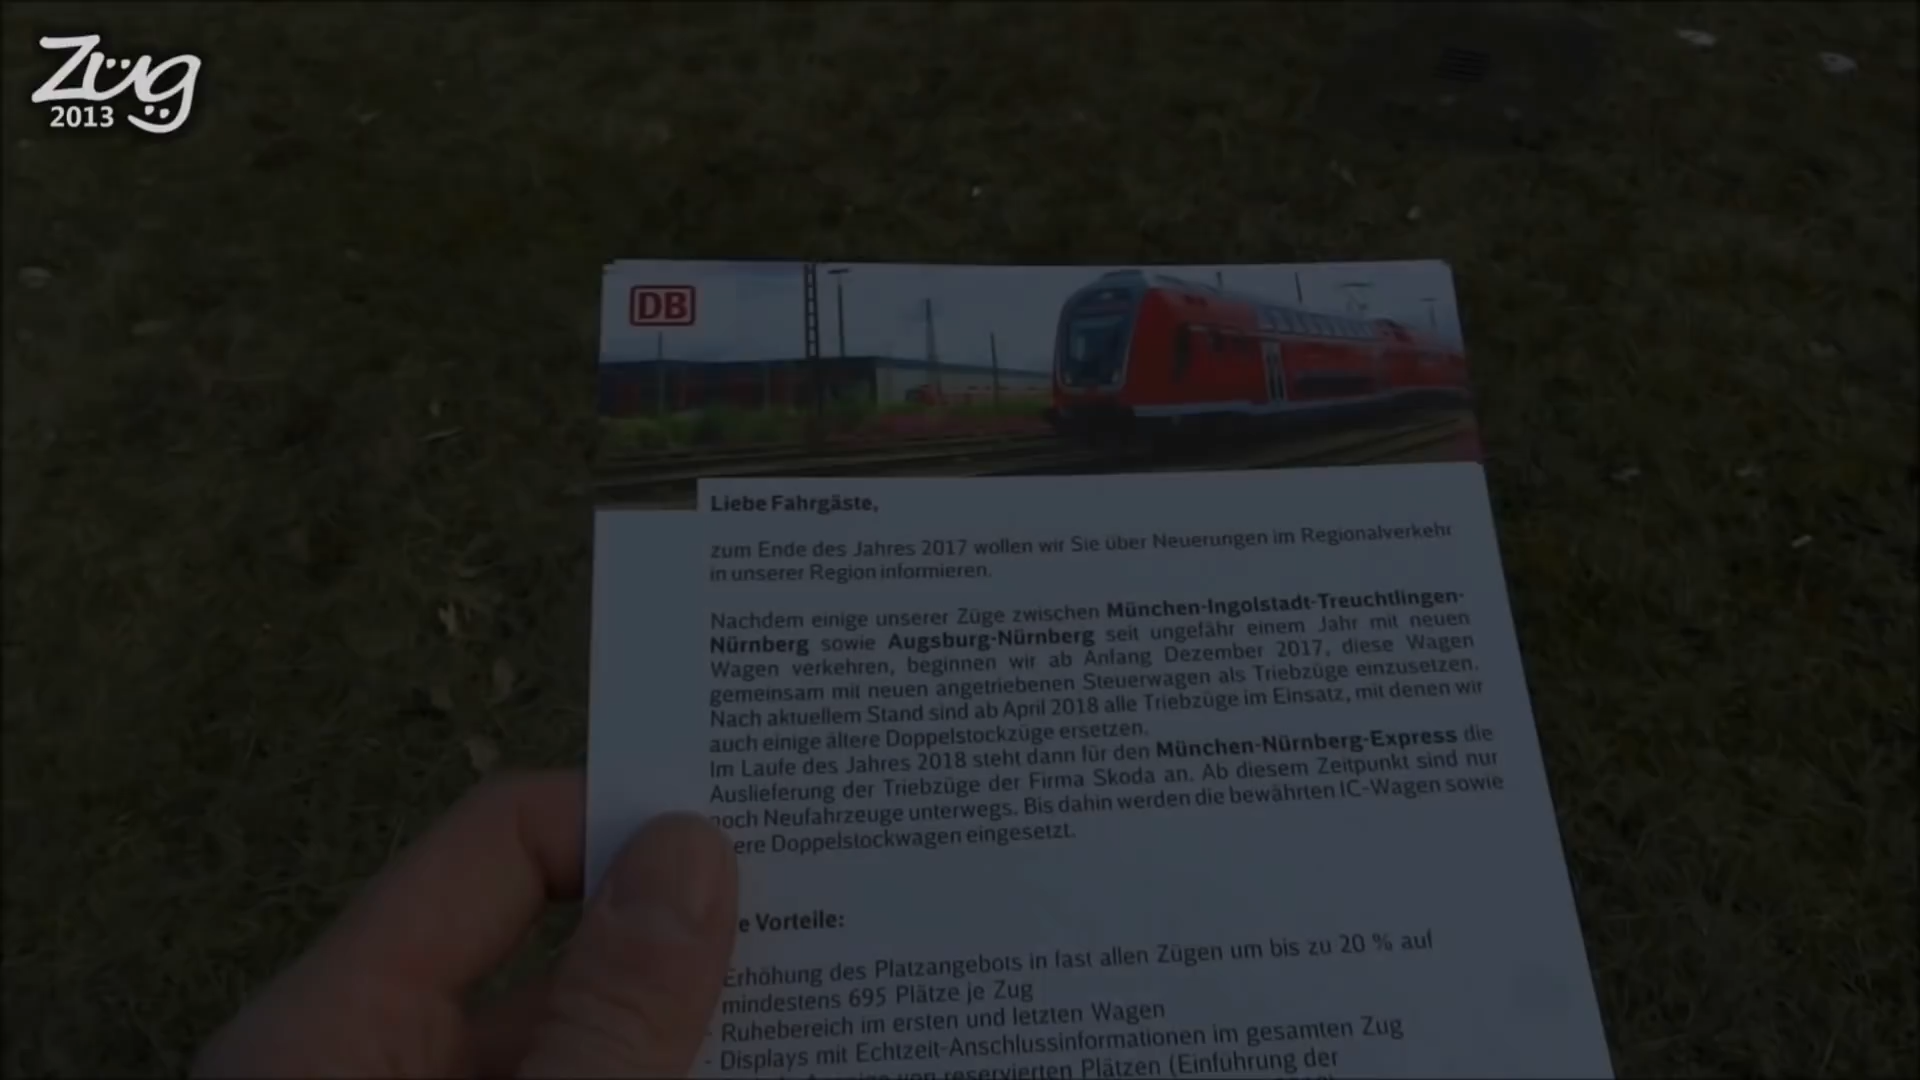 Züg
2013
DB
Liebe Fahrgäste,
zum Ende des Jahres 2017 wollen wir Sie über Neuerungen im Regionalverkehr
in unserer Region informieren.
Nachdem einige unserer Züge zwischen München-Ingolstadt-Treuchtlingen-
Nürnberg sowie Augsburg-Nürnberg seit ungefähr einem Jahr mit neuen
Wagen verkehren, beginnen wir ab Anfang Dezember 2017, diese Wagen
gemeinsam mit neuen angetriebenen Steuerwagen als Triebzüge einzusetzen.
Nach aktuellem Stand sind ab April 2018 alle Triebzüge im Einsatz, mit denen wir
auch einige ältere Doppelstockzüge ersetzen.
Im Laufe des Jahres 2018 steht dann für den München-Nürnberg-Express die
Auslieferung der Triebzüge der Firma Skoda an. Ab diesem Zeitpunkt sind nur
noch Neufahrzeuge unterwegs. Bis dahin werden die bewährten IC-Wagen sowie
ere Doppelstockwagen eingesetzt.
e Vorteile:
Erhöhung des Platzangebots in fast allen Zügen um bis zu 20 % auf
mindestens 695 Plätze je Zug
- Ruhebereich im ersten und letzten Wagen
- Displays mit Echtzeit-Anschlussinformationen im gesamten Zug
von reservierten Plätzen (Einführung der